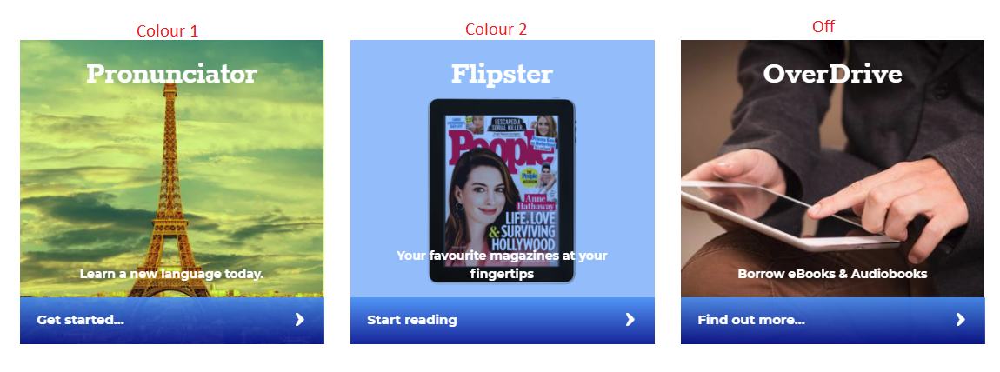 Colour 1
Colour 2
Off
Pronunciator
Learn a new language today.
Get started...
Flipster
I ESCAPED A
SERIAL KILLER
People
Anne
Hathaway
LIFE, LOVE
& SURVIVING
HOLLYWOOD
Your favourite magazines at your
fingertips
Start reading
OverDrive
Borrow eBooks & Audiobooks
Find out more...